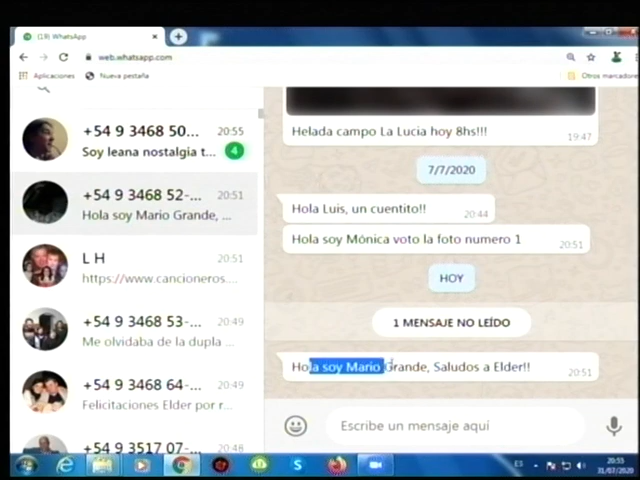 (19) WhatsApp
web.whatsapp.com
Aplicaciones
Nueva pestaña
Otros marcadore
+54 9 3468 50...
20:55
Soy leana nostalgia t...
4
+54 9 3468 52-...
20:51
Hola soy Mario Grande, ...
L H
20:51
https://www.cancioneros....
+54 9 3468 53-...
20:49
Me olvidaba de la dupla ...
+54 9 3468 64-...
20:49
Felicitaciones Elder por r...
+54 9 3517 07-...
20:48
Helada campo La Lucia hoy 8hs!!!
19:47
7/7/2020
Hola Luis, un cuentito!!
20:44
Hola soy Mónica voto la foto numero 1
20:51
HOY
1 MENSAJE NO LEÍDO
Hola soy Mario Grande, Saludos a Elder!!
20:51
Escribe un mensaje aquí
ES
20:55
31/07/2020